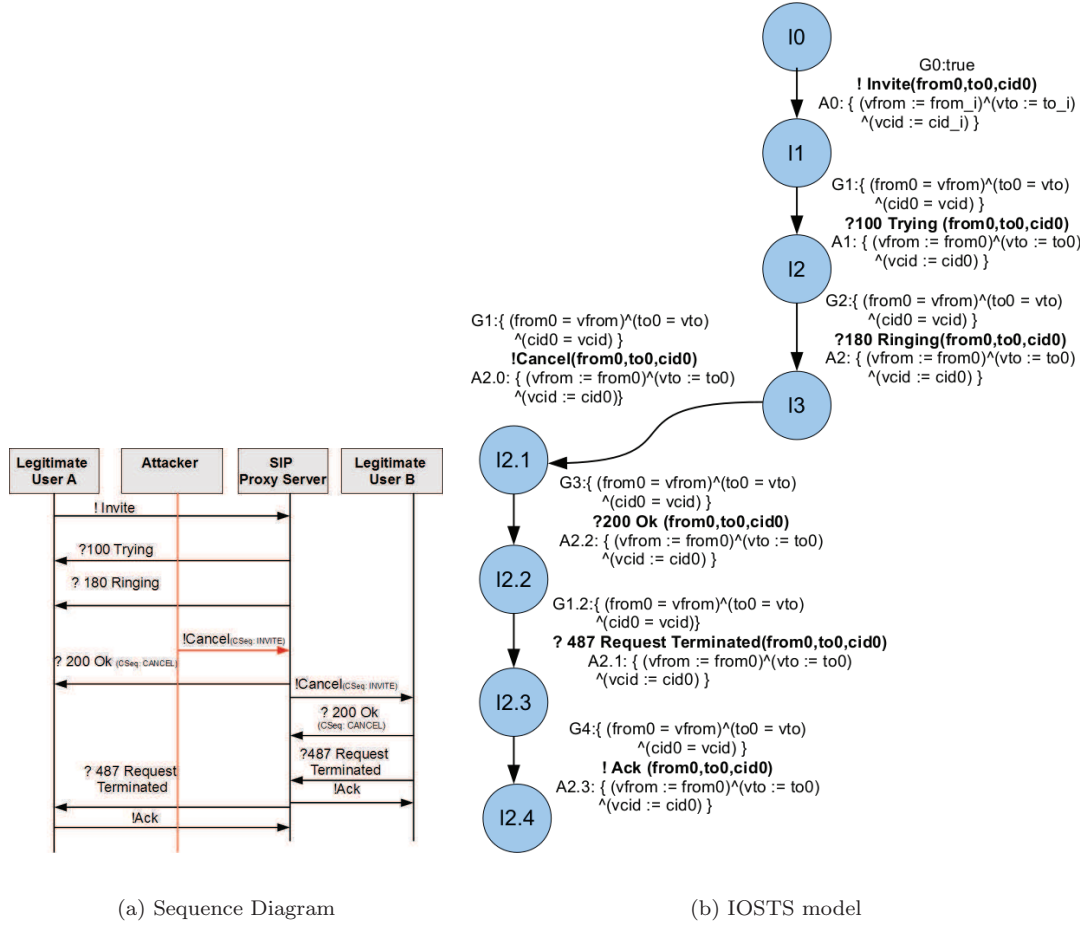 I0
G0:true
! Invite(from0,to0,cid0)
A0: { (vfrom := from_i)^(vto := to_i)
^(vcid := cid_i) }
I1
G1:{ (from0 = vfrom)^(to0 = vto)
^(cid0 = vcid) }
?100 Trying (from0,to0,cid0)
A1: { (vfrom := from0)^(vto := to0)
^(vcid := cid0) }
I2
G2:{ (from0 = vfrom)^(to0 = vto)
^(cid0 = vcid) }
?180 Ringing(from0,to0,cid0)
A2: { (vfrom := from0)^(vto := to0)
^(vcid := cid0) }
I3
G1:{ (from0 = vfrom)^(to0 = vto)
^(cid0 = vcid) }
!Cancel(from0,to0,cid0)
A2.0: { (vfrom := from0)^(vto := to0)
^(vcid := cid0)}
I2.1
G3:{ (from0 = vfrom)^(to0 = vto)
^(cid0 = vcid) }
?200 Ok (from0,to0,cid0)
A2.2: { (vfrom := from0)^(vto := to0)
^(vcid := cid0) }
I2.2
G1.2:{ (from0 = vfrom)^(to0 = vto)
^(cid0 = vcid)}
? 487 Request Terminated(from0,to0,cid0)
A2.1: { (vfrom := from0)^(vto := to0)
^(vcid := cid0) }
I2.3
G4:{ (from0 = vfrom)^(to0 = vto)
^(cid0 = vcid) }
! Ack (from0,to0,cid0)
A2.3: { (vfrom := from0)^(vto := to0)
^(vcid := cid0) }
I2.4
Legitimate
User A
Attacker
SIP
Proxy Server
Legitimate
User B
! Invite
?100 Trying
? 180 Ringing
!Cancel(CSeq: INVITE)
? 200 Ok (CSeq: CANCEL)
!Cancel(CSeq: INVITE)
? 200 Ok
(CSeq: CANCEL)
?487 Request
Terminated
? 487 Request
Terminated
!Ack
!Ack
(a) Sequence Diagram
(b) IOSTS model